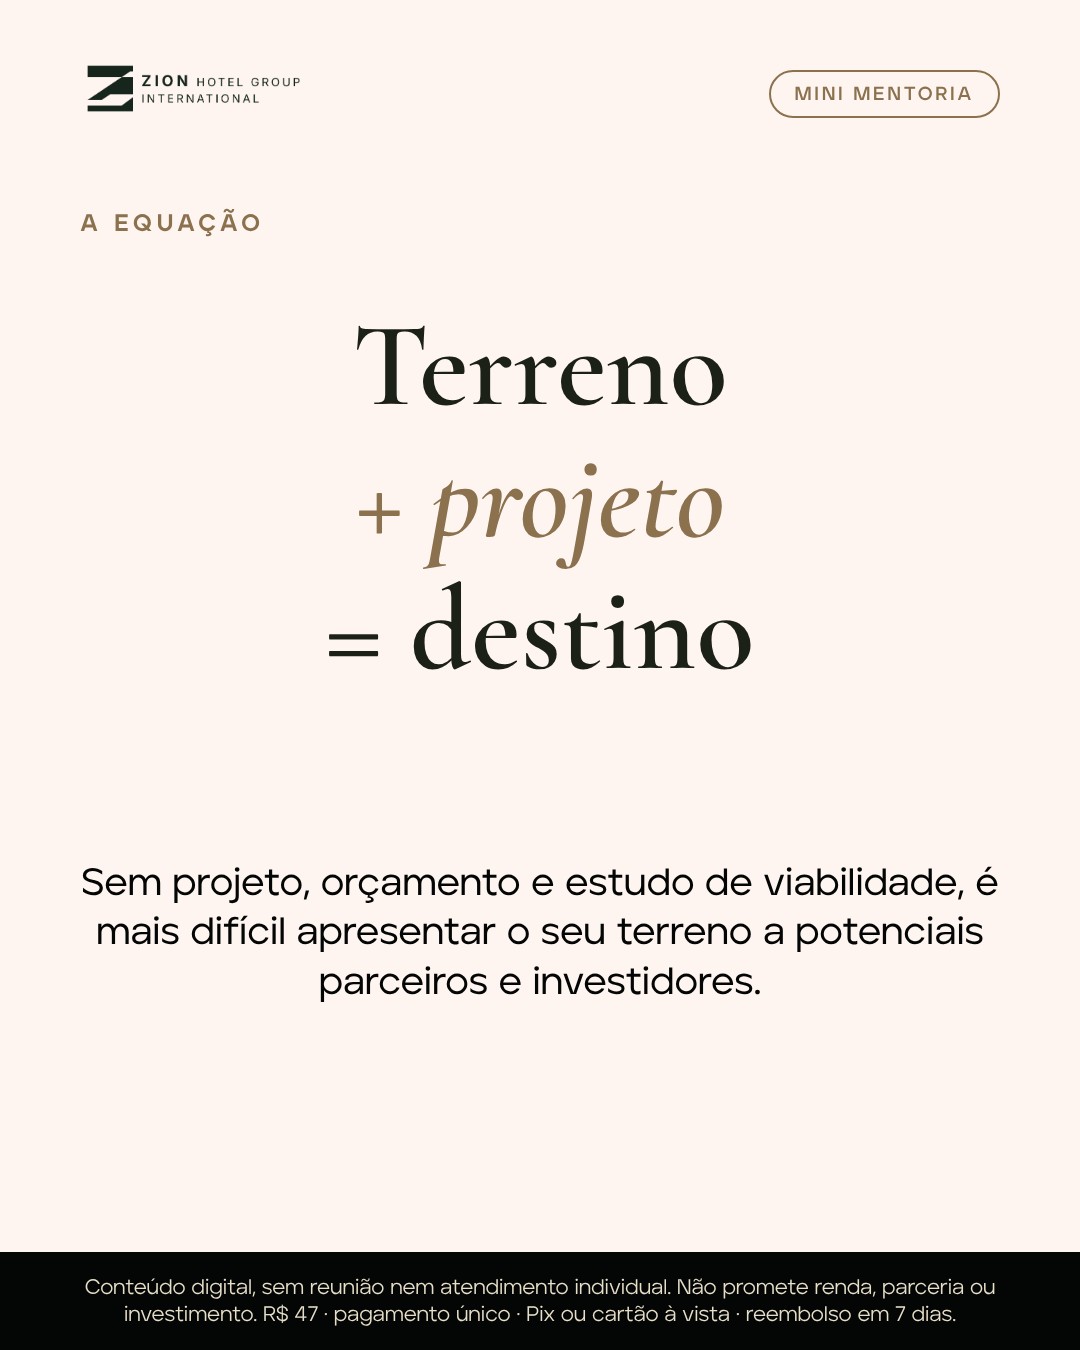 ZION HOTEL GROUP
INTERNATIONAL
MINI MENTORIA
A EQUAÇÃO
Terreno
+ projeto
= destino
Sem projeto, orçamento e estudo de viabilidade, é
mais difícil apresentar o seu terreno a potenciais
parceiros e investidores.
Conteúdo digital, sem reunião nem atendimento individual. Não promete renda, parceria ou
investimento. R$ 47 · pagamento único · Pix ou cartão à vista · reembolso em 7 dias.